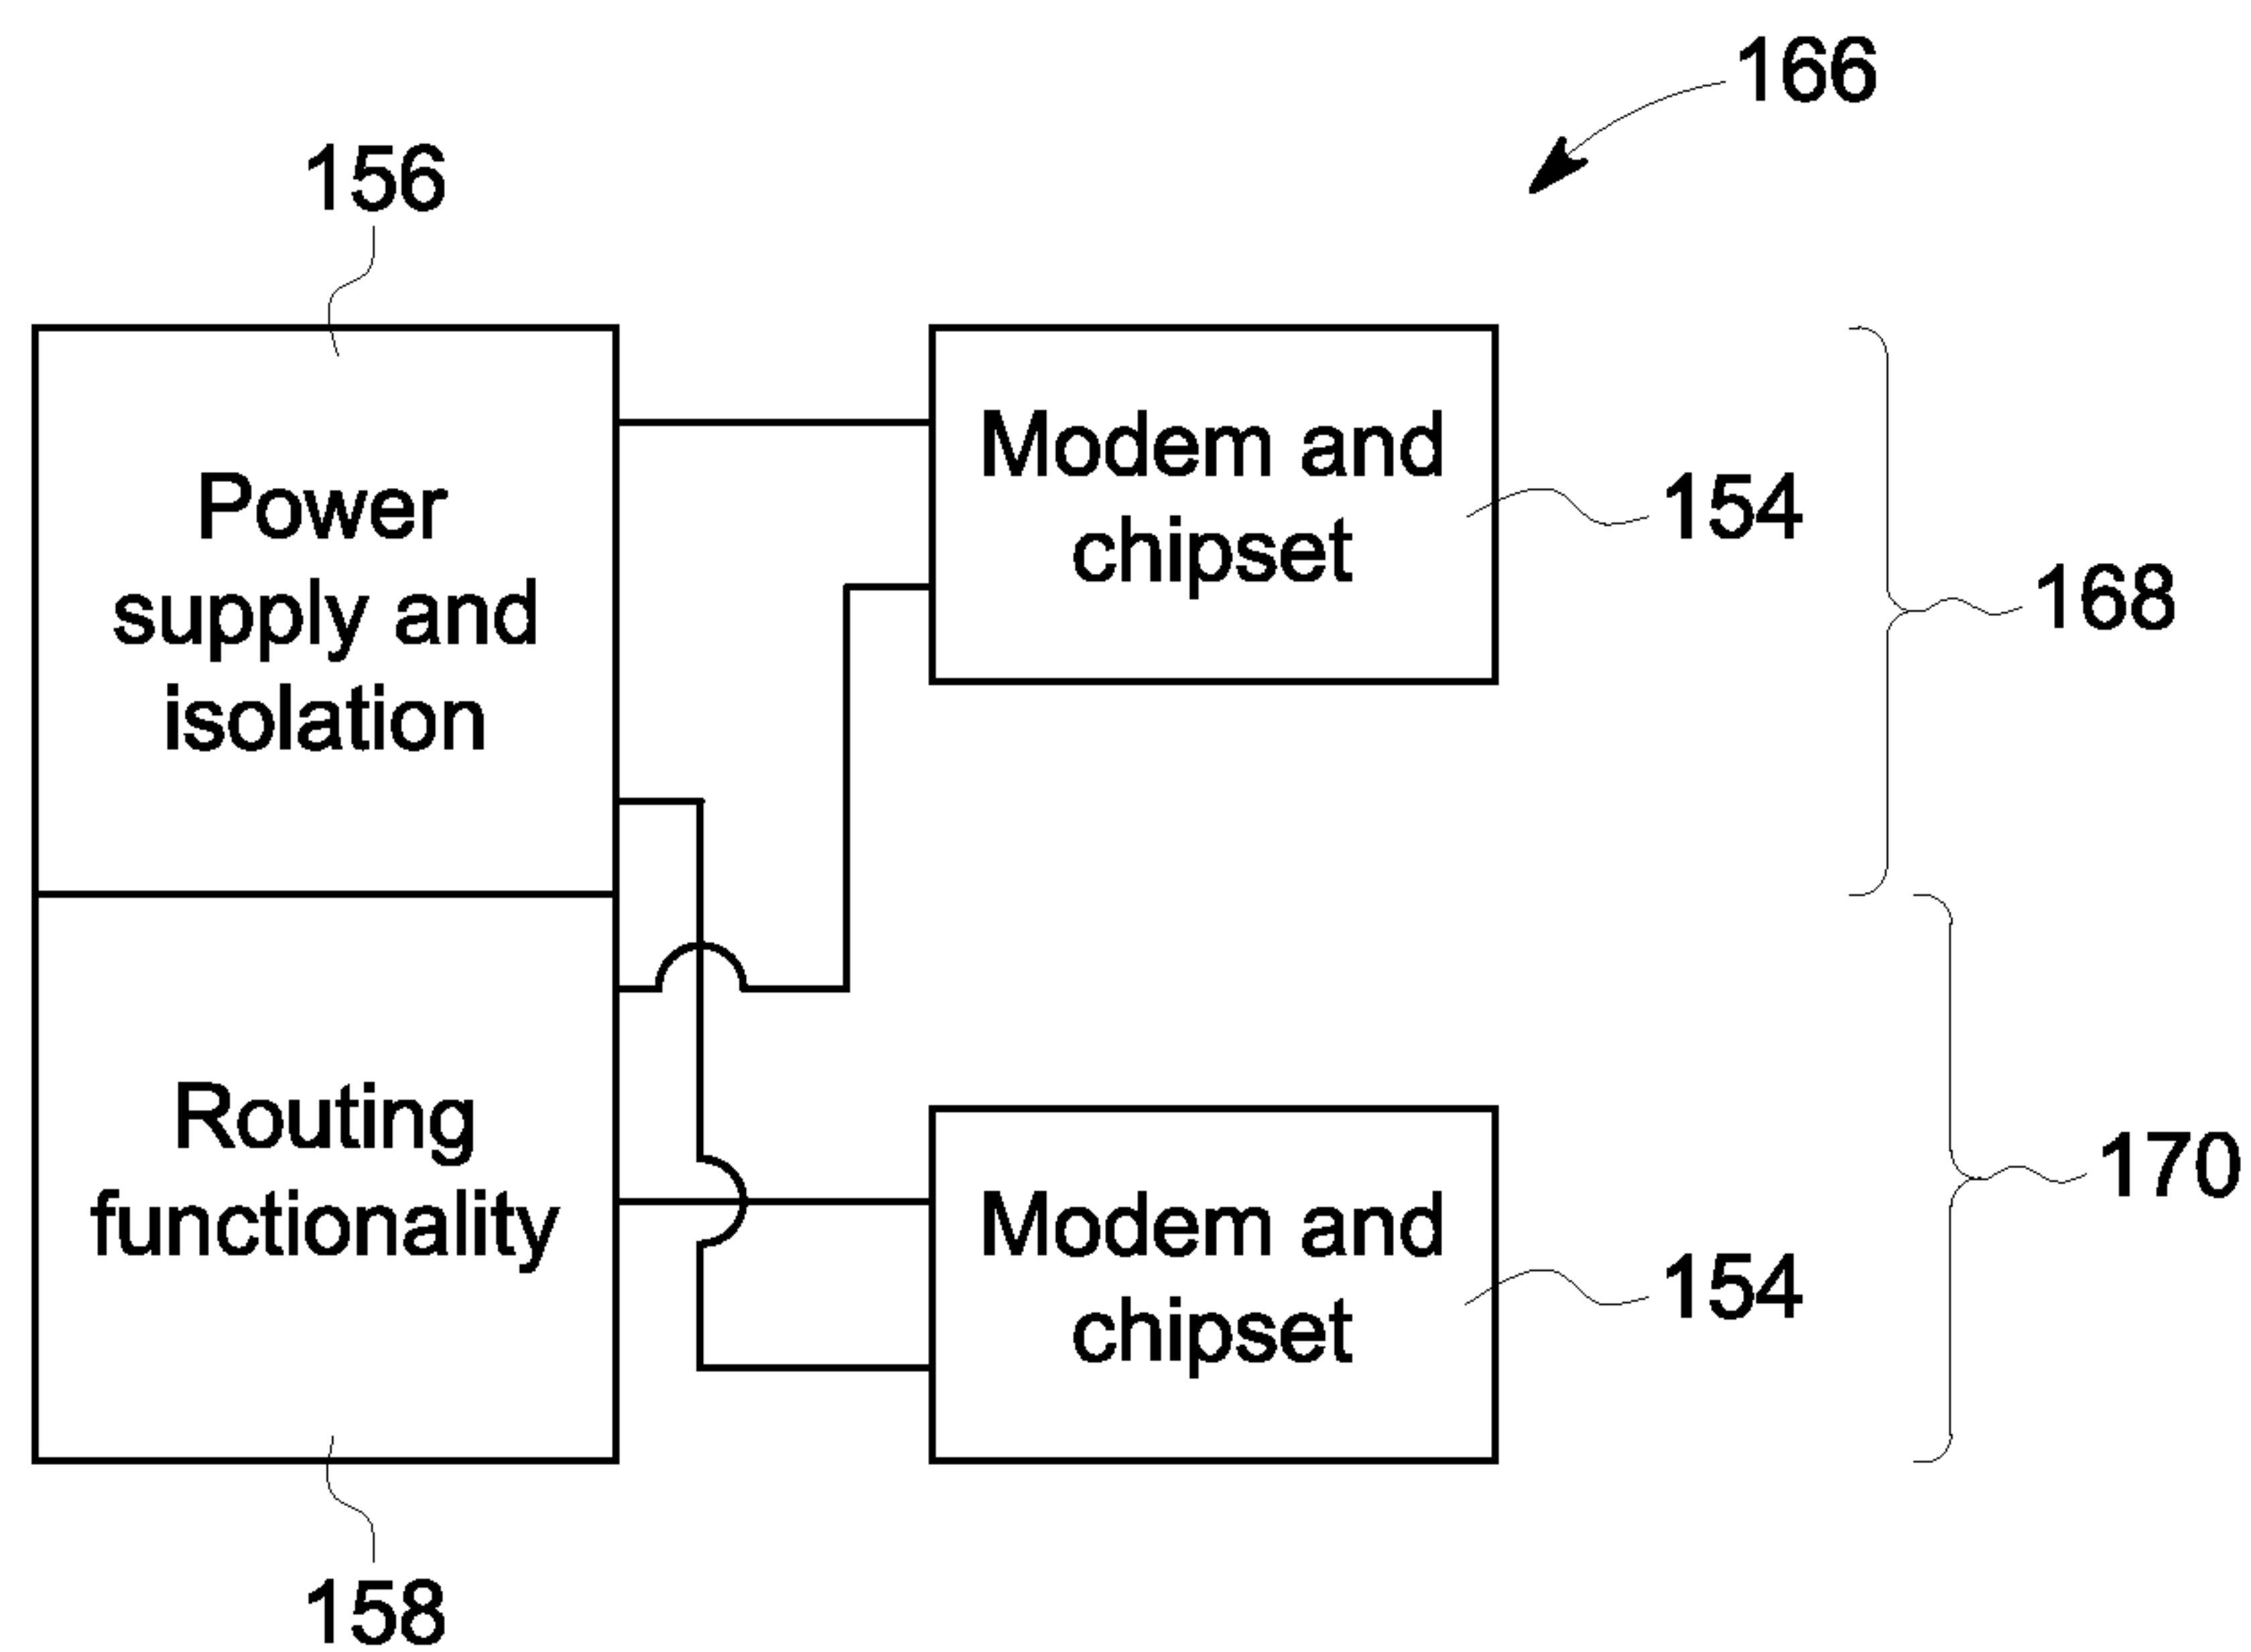 166
156
Power
supply and
isolation
Modem and
chipset
154
168
Routing
functionality
Modem and
chipset
154
170
158